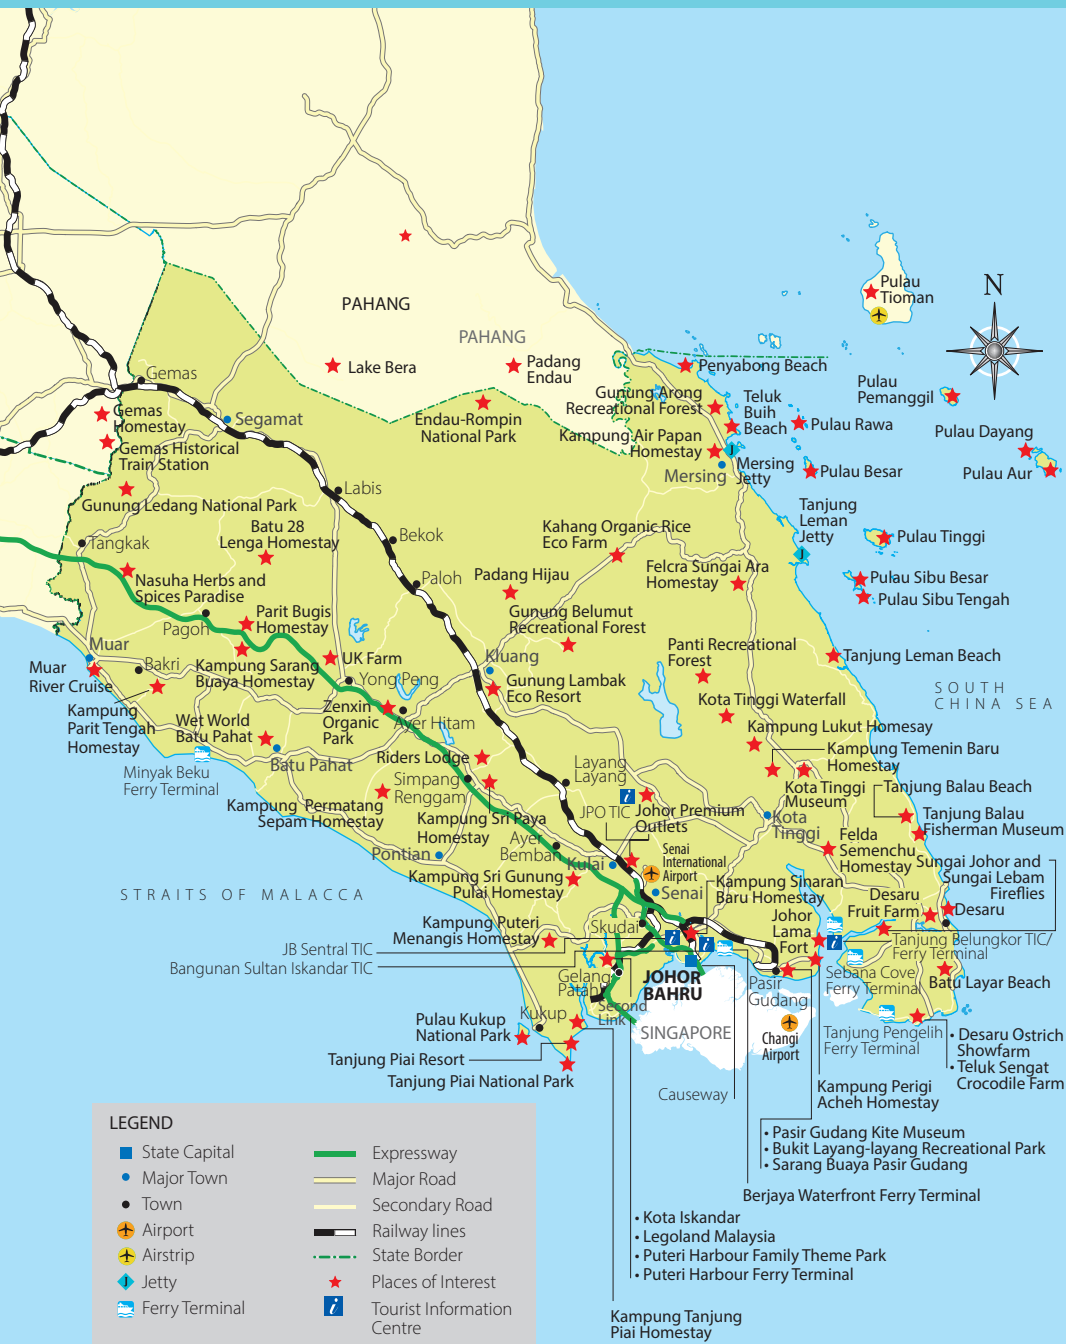 PAHANG
PAHANG
Lake Bera
Padang
Endau
Pulau
Tioman
N
Penyabong Beach
Gemas
Gemas
Homestay
Segamat
Gemas Historical
Train Station
Endau-Rompin
National Park
Gunung Arong
Recreational Forest
Teluk
Buih
Beach
Pulau
Pemanggil
Pulau Rawa
Kampung Air Papan
Homestay
Pulau Dayang
Pulau Aur
Mersing
Mersing
Jetty
Pulau Besar
Gunung Ledang National Park
Labis
Tanjung
Leman
Jetty
Tangkak
Batu 28
Lenga Homestay
Bekok
Kahang Organic Rice
Eco Farm
Pulau Tinggi
Nasuha Herbs and
Spices Paradise
Paloh
Padang Hijau
Felcra Sungai Ara
Homestay
Pulau Sibu Besar
Pulau Sibu Tengah
Pagoh
Parit Bugis
Homestay
Gunung Belumut
Recreational Forest
Muar
Muar
River Cruise
Bakri
Kampung Sarang
Buaya Homestay
UK Farm
Yong Peng
Kluang
Gunung Lambak
Eco Resort
Panti Recreational
Forest
Tanjung Leman Beach
SOUTH
CHINA SEA
Kampung
Parit Tengah
Homestay
Wet World
Batu Pahat
Zenxin
Organic
Park
Ayer Hitam
Kota Tinggi Waterfall
Kampung Lukut Homesay
Batu Pahat
Minyak Beku
Ferry Terminal
Riders Lodge
Simpang
Renggam
Layang
Layang
Kampung Temenin Baru
Homestay
Kota Tinggi
Museum
Tanjung Balau Beach
Kampung Permatang
Sepam Homestay
Kampung Sri Paya
Homestay
JPO TIC
Johor Premium
Outlets
Kota
Tinggi
Tanjung Balau
Fisherman Museum
Ayer
Bemban
Pontian
Kulai
Senai
International
Airport
Felda
Semenchu
Homestay
Sungai Johor and
Sungai Lebam
Fireflies
STRAITS OF MALACCA
Kampung Sri Gunung
Pulai Homestay
Senai
Kampung Sinaran
Baru Homestay
Desaru
Fruit Farm
Desaru
Kampung Puteri
Menangis Homestay
Skudai
Johor
Lama
Fort
Tanjung Belungkor TIC/
Ferry Terminal
JB Sentral TIC
Bangunan Sultan Iskandar TIC
Gelang
Patah
JOHOR
BAHRU
Pasir
Gudang
Sebana Cove
Ferry Terminal
Batu Layar Beach
Second
Link
Kukup
Pulau Kukup
National Park
SINGAPORE
Changi
Airport
Tanjung Pengelih
Ferry Terminal
• Desaru Ostrich
Showfarm
• Teluk Sengat
Crocodile Farm
Tanjung Piai Resort
Tanjung Piai National Park
Causeway
Kampung Perigi
Acheh Homestay
• Pasir Gudang Kite Museum
• Bukit Layang-layang Recreational Park
• Sarang Buaya Pasir Gudang
Berjaya Waterfront Ferry Terminal
• Kota Iskandar
• Legoland Malaysia
• Puteri Harbour Family Theme Park
• Puteri Harbour Ferry Terminal
Kampung Tanjung
Piai Homestay
LEGEND
State Capital
Major Town
Town
Airport
Airstrip
J Jetty
Ferry Terminal
Expressway
Major Road
Secondary Road
Railway lines
State Border
Places of Interest
i Tourist Information
Centre